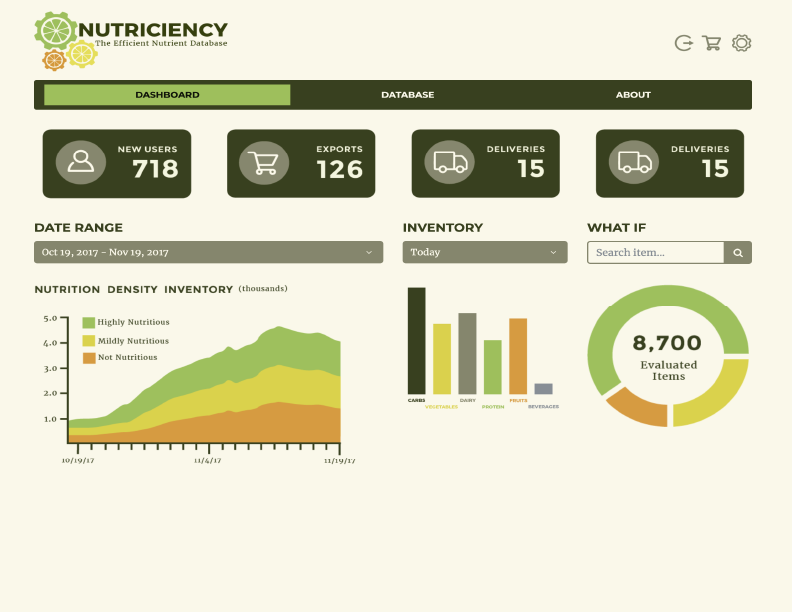 NUTRICIENCY
The Efficient Nutrient Database
DASHBOARD
DATABASE
ABOUT
NEW USERS
718
EXPORTS
126
DELIVERIES
15
DELIVERIES
15
DATE RANGE
INVENTORY
WHAT IF
Oct 19, 2017 - Nov 19, 2017
Today
Search item...
NUTRITION DENSITY INVENTORY (thousands)
5.0
4.0
3.0
2.0
1.0
Highly Nutritious
Mildly Nutritious
Not Nutritious
10/19/17
11/4/17
11/19/17
CARBS
VEGETABLES
DAIRY
PROTEIN
FRUITS
BEVERAGES
8,700
Evaluated
Items